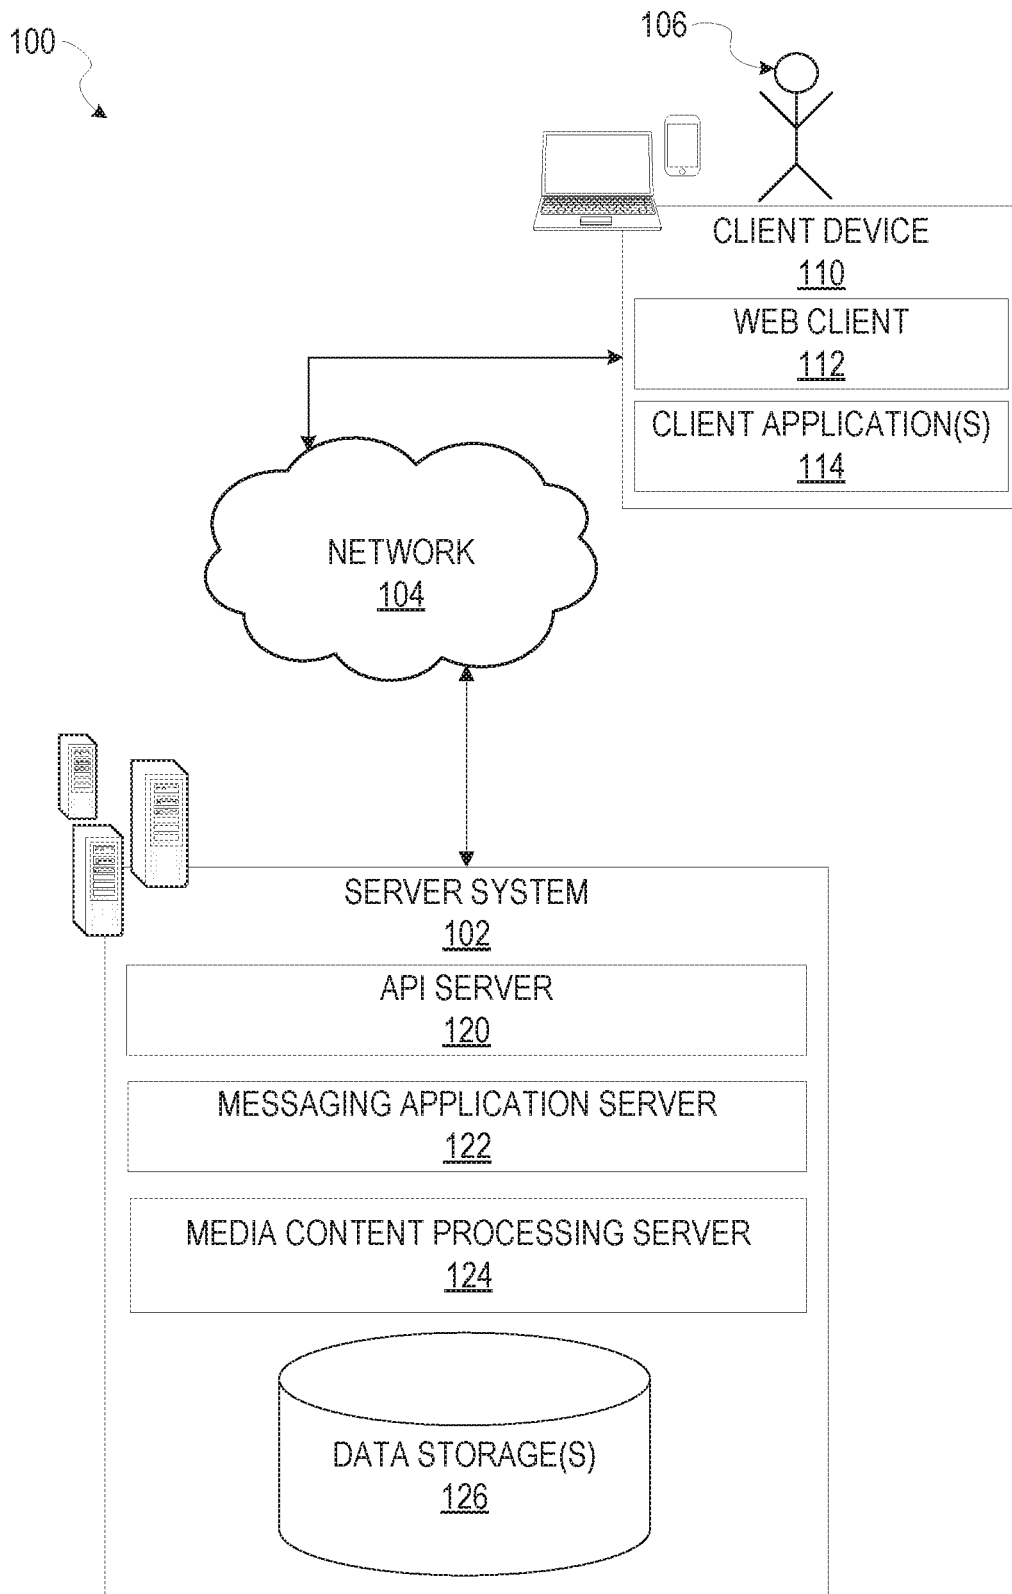 100
106
CLIENT DEVICE
110
WEB CLIENT
112
CLIENT APPLICATION(S)
114
NETWORK
104
SERVER SYSTEM
102
API SERVER
120
MESSAGING APPLICATION SERVER
122
MEDIA CONTENT PROCESSING SERVER
124
DATA STORAGE(S)
126